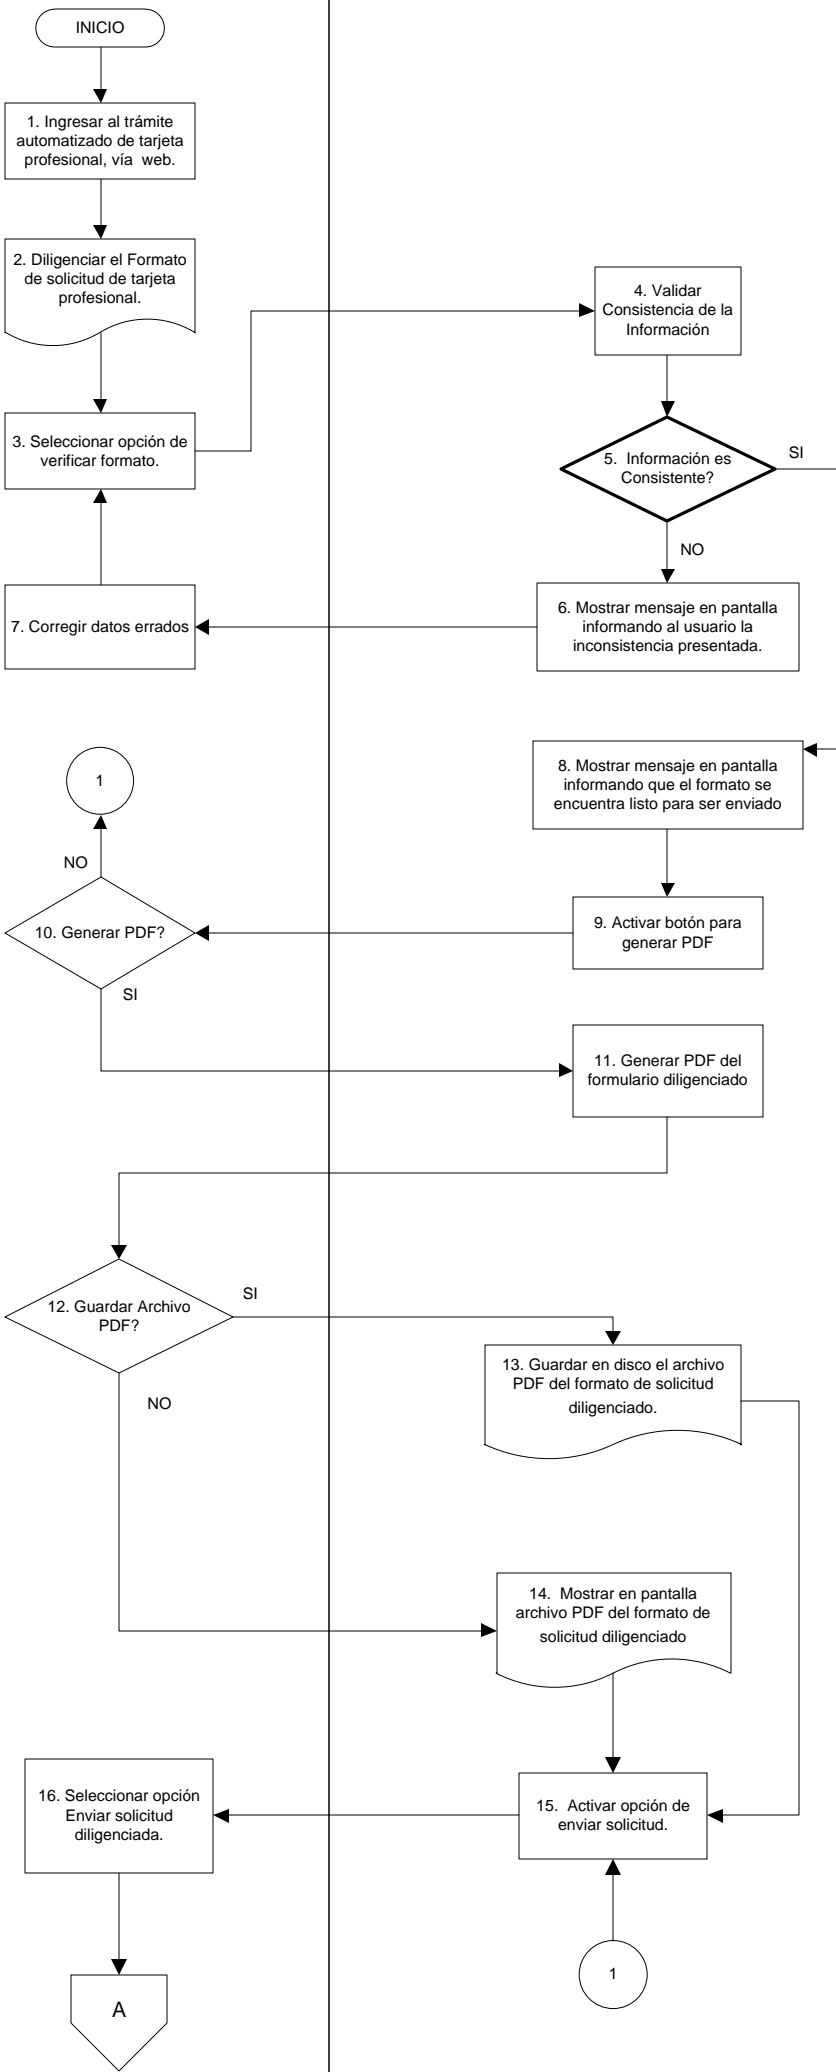 INICIO
1. Ingresar al trámite
automatizado de tarjeta
profesional, vía web.
2. Diligenciar el Formato
de solicitud de tarjeta
profesional.
3. Seleccionar opción de
verificar formato.
4. Validar
Consistencia de la
Información
5. Información es
Consistente?
SI
NO
6. Mostrar mensaje en pantalla
informando al usuario la
inconsistencia presentada.
7. Corregir datos errados
8. Mostrar mensaje en pantalla
informando que el formato se
encuentra listo para ser enviado
1
NO
9. Activar botón para
generar PDF
10. Generar PDF?
SI
11. Generar PDF del
formulario diligenciado
12. Guardar Archivo
PDF?
SI
NO
13. Guardar en disco el archivo
PDF del formato de solicitud
diligenciado.
14. Mostrar en pantalla
archivo PDF del formato de
solicitud diligenciado
15. Activar opción de
enviar solicitud.
16. Seleccionar opción
Enviar solicitud
diligenciada.
1
A